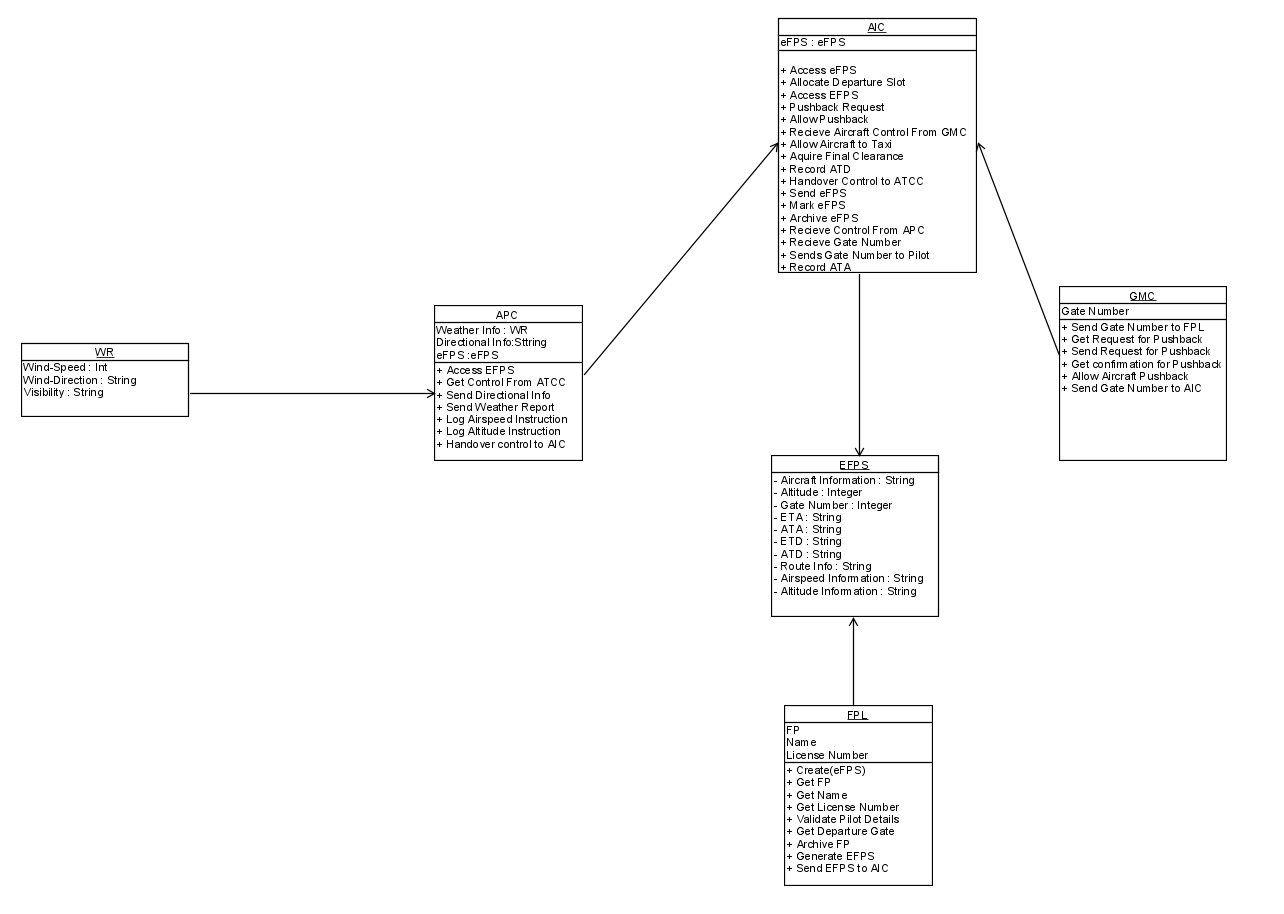 AIC
eFPS : eFPS
+ Access eFPS
+ Allocate Departure Slot
+ Access EFPS
+ Pushback Request
+ Allow Pushback
+ Recieve Aircraft Control From GMC
+ Allow Aircraft to Taxi
+ Aquire Final Clearance
+ Record ATD
+ Handover Control to ATCC
+ Send eFPS
+ Mark eFPS
+ Archive eFPS
+ Recieve Control From APC
+ Recieve Gate Number
+ Sends Gate Number to Pilot
+ Record ATA
GMC
Gate Number
+ Send Gate Number to FPL
+ Get Request for Pushback
+ Send Request for Pushback
+ Get confirmation for Pushback
+ Allow Aircraft Pushback
+ Send Gate Number to AIC
APC
Weather Info : WR
Directional Info:Sttring
eFPS :eFPS
+ Access EFPS
+ Get Control From ATCC
+ Send Directional Info
+ Send Weather Report
+ Log Airspeed Instruction
+ Log Altitude Instruction
+ Handover control to AIC
WR
Wind-Speed : Int
Wind-Direction : String
Visibility : String
EFPS
- Aircraft Information : String
- Altitude : Integer
- Gate Number : Integer
- ETA : String
- ATA : String
- ETD : String
- ATD : String
- Route Info : String
- Airspeed Information : String
- Altitude Information : String
FPL
FP
Name
License Number
+ Create(eFPS)
+ Get FP
+ Get Name
+ Get License Number
+ Validate Pilot Details
+ Get Departure Gate
+ Archive FP
+ Generate EFPS
+ Send EFPS to AIC